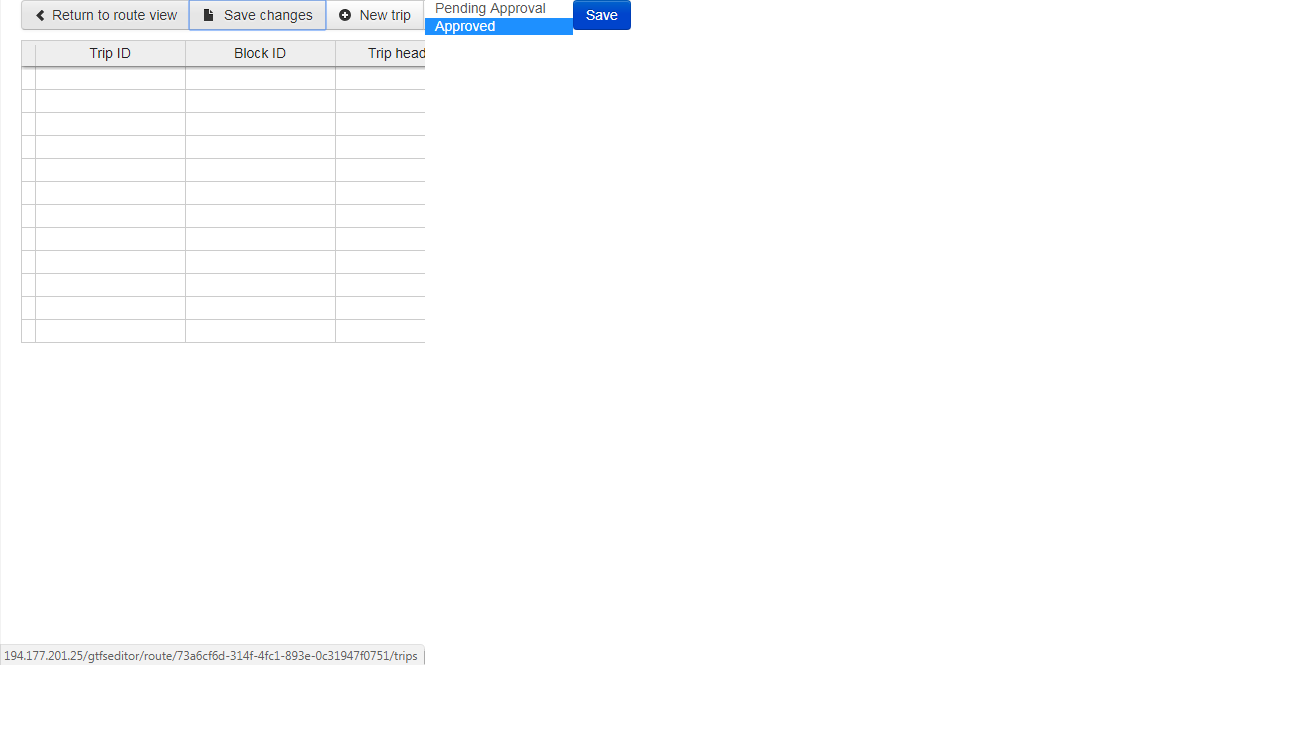 Return to route view Save changes New trip Pending Approval Save
Approved
Trip ID Block ID Trip head
194.177.201.25/gtfseditor/route/73a6cf6d-314f-4fc1-893e-0c31947f0751/trips